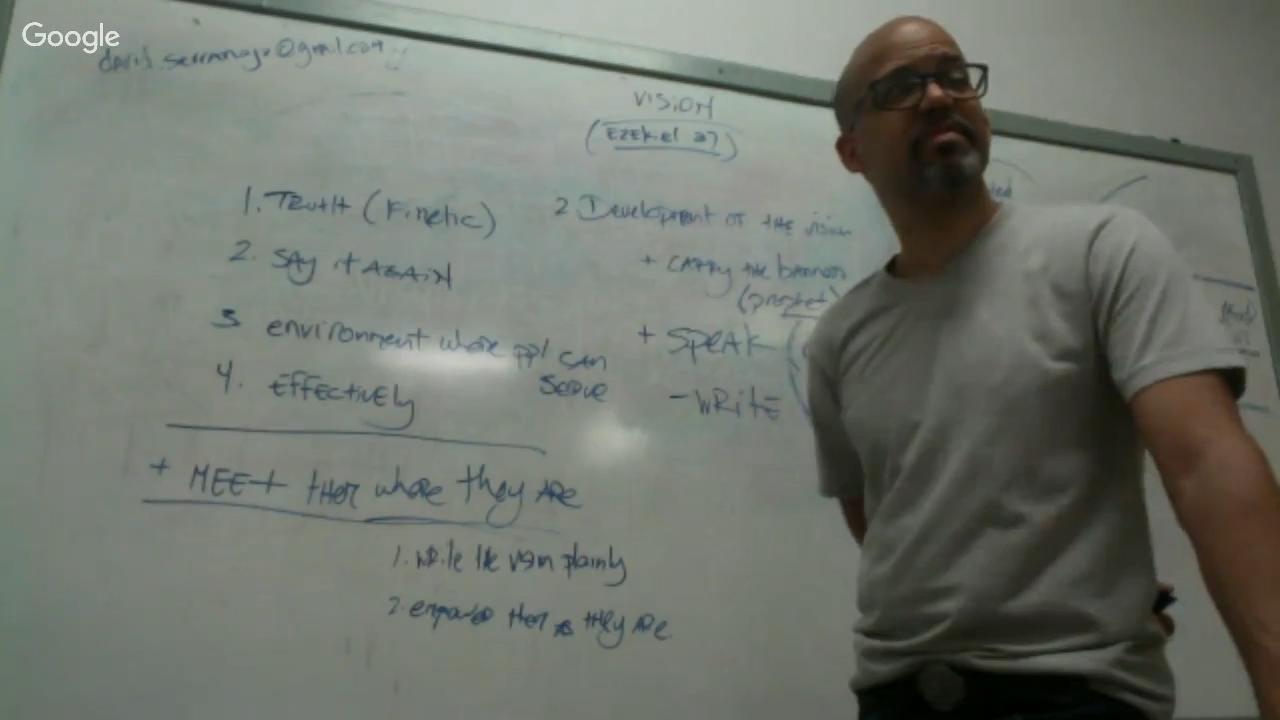 Google
@gmail.com
VISION
(EZEKiel 37)
1. TRUTH (Kinetic)
2. SAY it AGAiN
3 environment where ppl can
Serve
4. EFFECtivEly
+ MEEt them where they ARE
1. write the vision plainly
2. empower them as they are
2. Development of the vision
+ CARRY the banner
(prophet)
+ SPEAK (
- WRitE